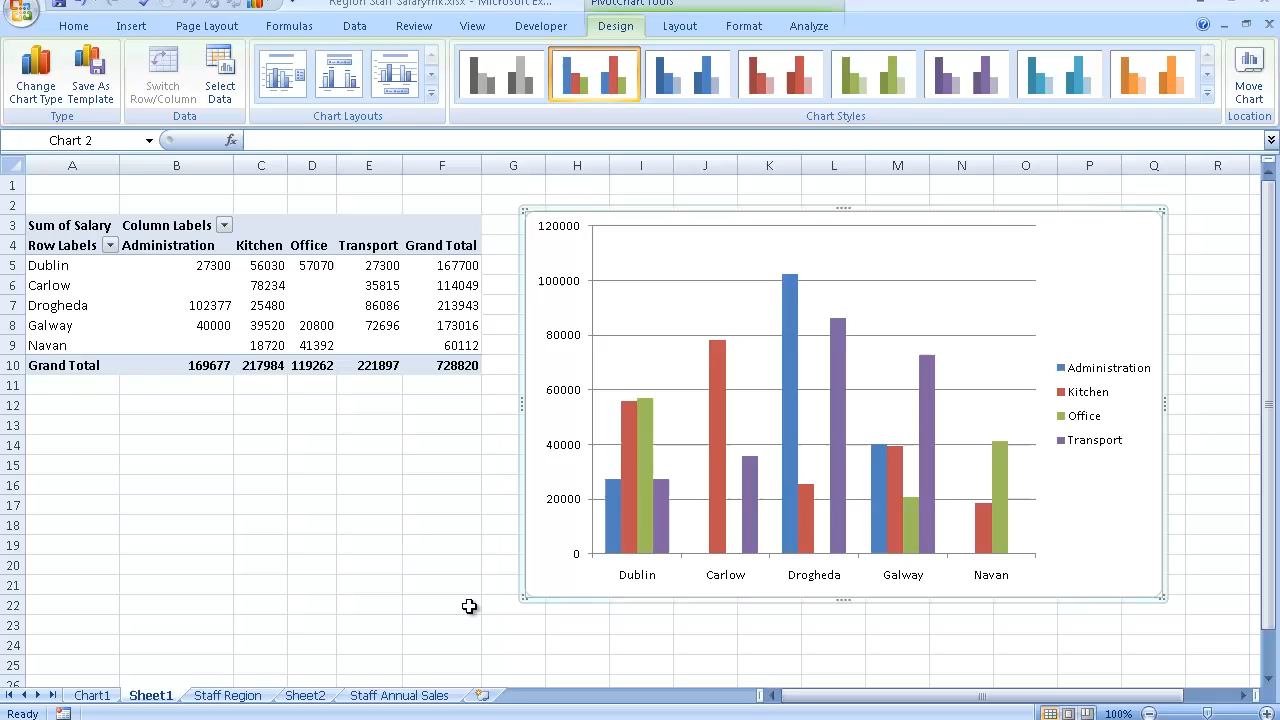 Region Staff Salarymk.xlsx - Microsoft Ex... PivotChart Tools
Home Insert Page Layout Formulas Data Review View Developer Design Layout Format Analyze
Change Chart Type
Save As Template
Switch Row/Column
Select Data
Move Chart
Type Data Chart Layouts Chart Styles Location
Chart 2 fx
A B C D E F G H I J K L M N O P Q R
1
2
3 Sum of Salary Column Labels
4 Row Labels Administration Kitchen Office Transport Grand Total
5 Dublin 27300 56030 57070 27300 167700
6 Carlow 78234 35815 114049
7 Drogheda 102377 25480 86086 213943
8 Galway 40000 39520 20800 72696 173016
9 Navan 18720 41392 60112
10 Grand Total 169677 217984 119262 221897 728820
11
12
13
14
15
16
17
18
19
20
21
22
23
24
25
26
120000
100000
80000
60000
40000
20000
0
Dublin Carlow Drogheda Galway Navan
Administration
Kitchen
Office
Transport
Chart1 Sheet1 Staff Region Sheet2 Staff Annual Sales
Ready 100%